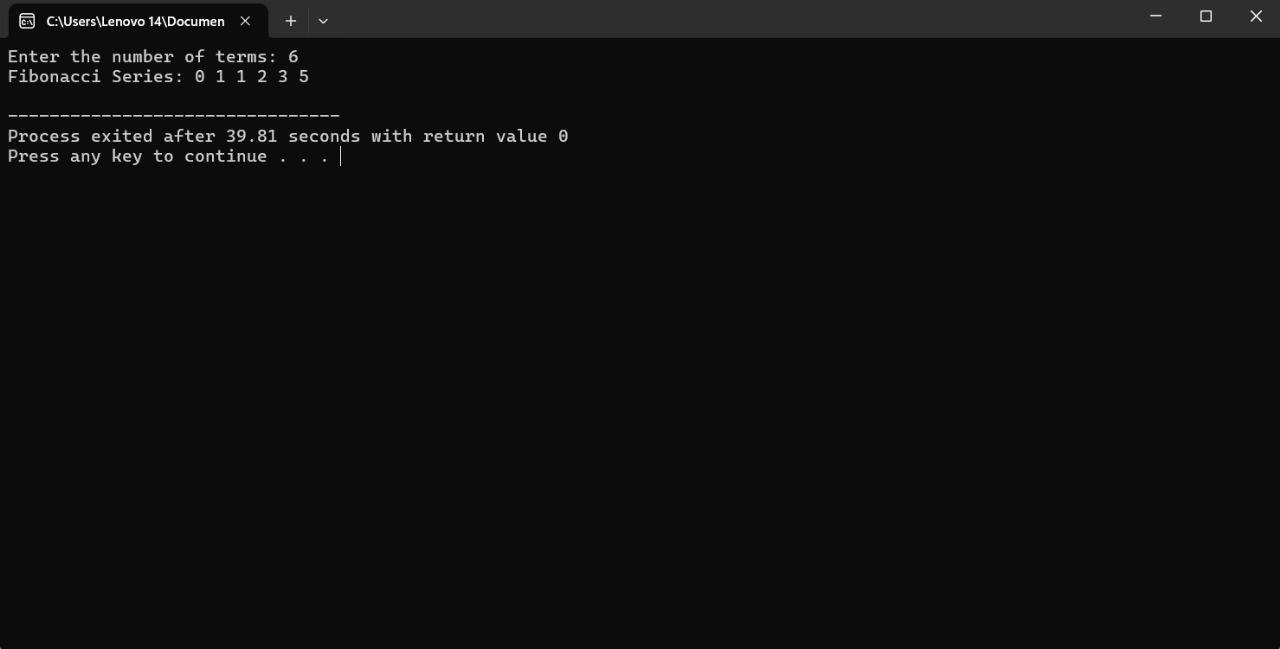 C:\Users\Lenovo 14\Documen
Enter the number of terms: 6
Fibonacci Series: 0 1 1 2 3 5
--------------------------------
Process exited after 39.81 seconds with return value 0
Press any key to continue . . .